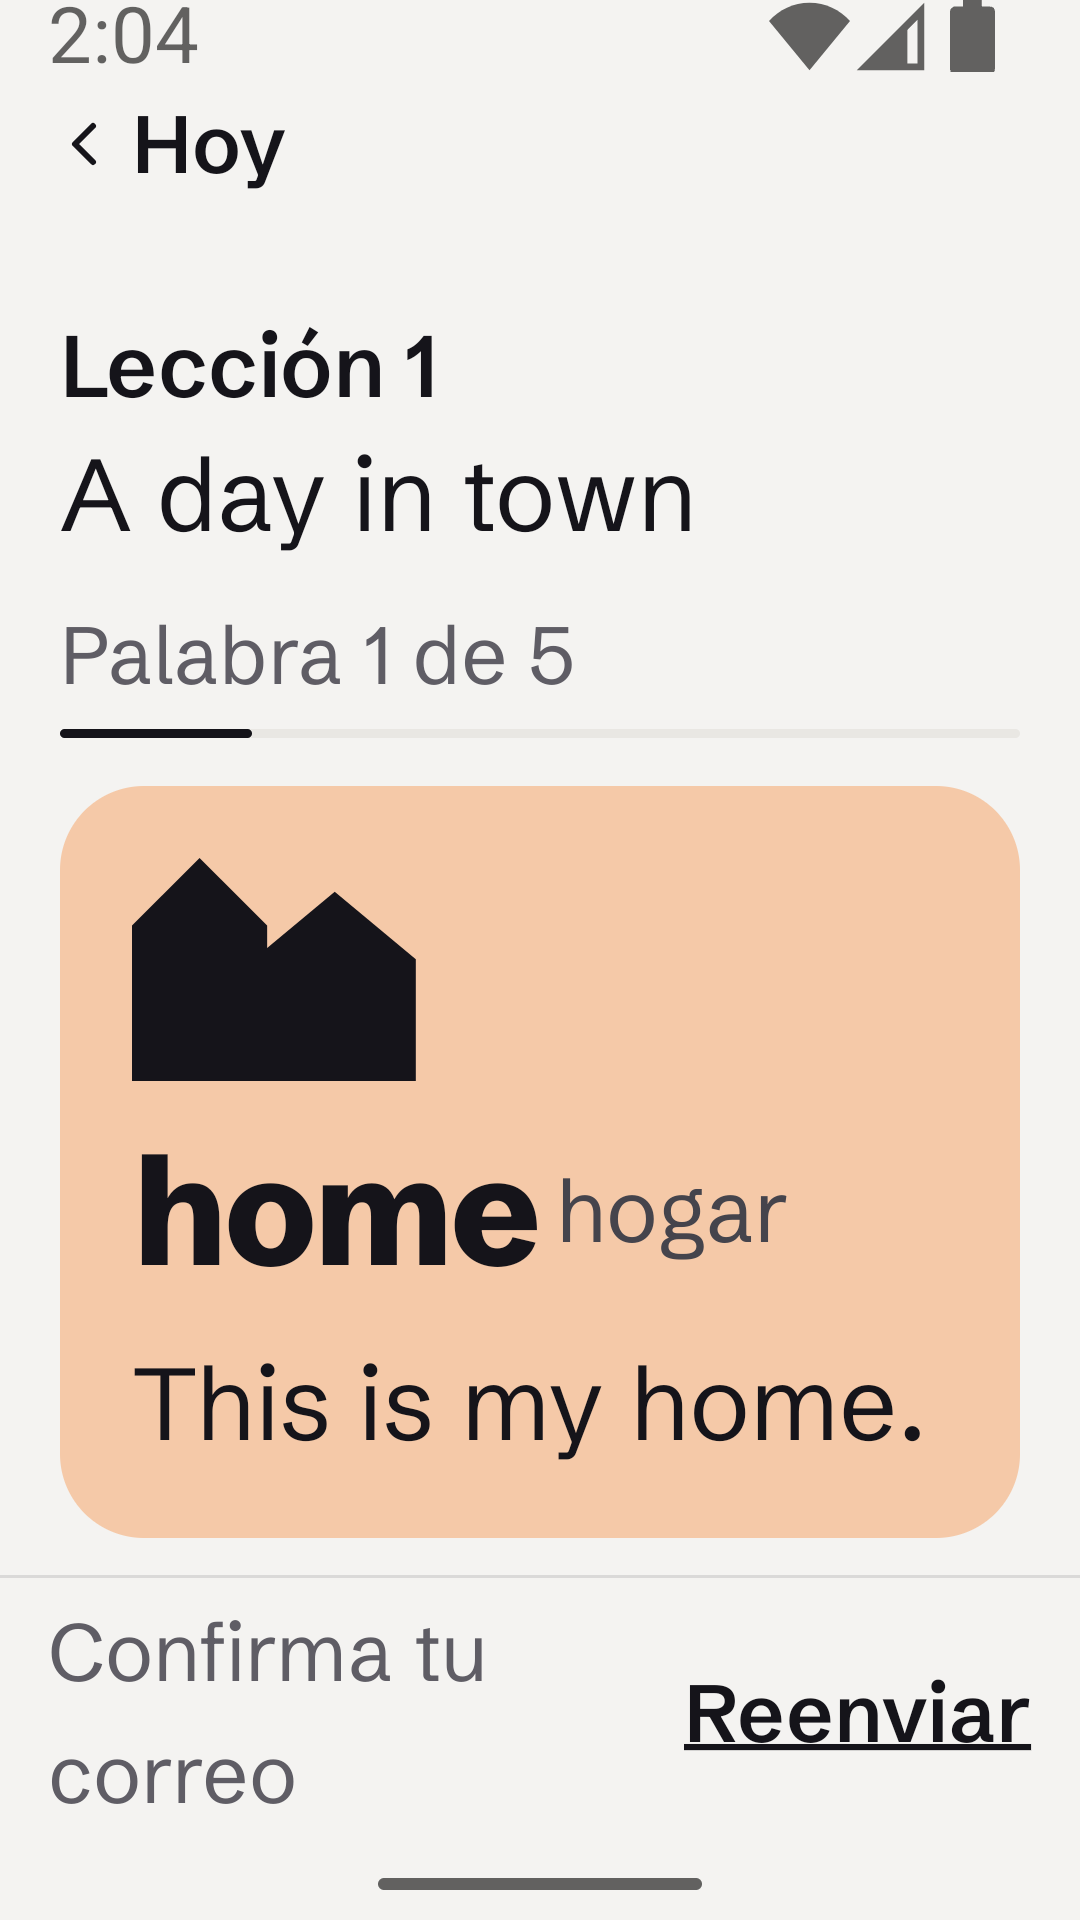 2:04
Hoy
Lección 1
A day in town
Palabra 1 de 5
home hogar
This is my home.
Confirma tu
correo
Reenviar